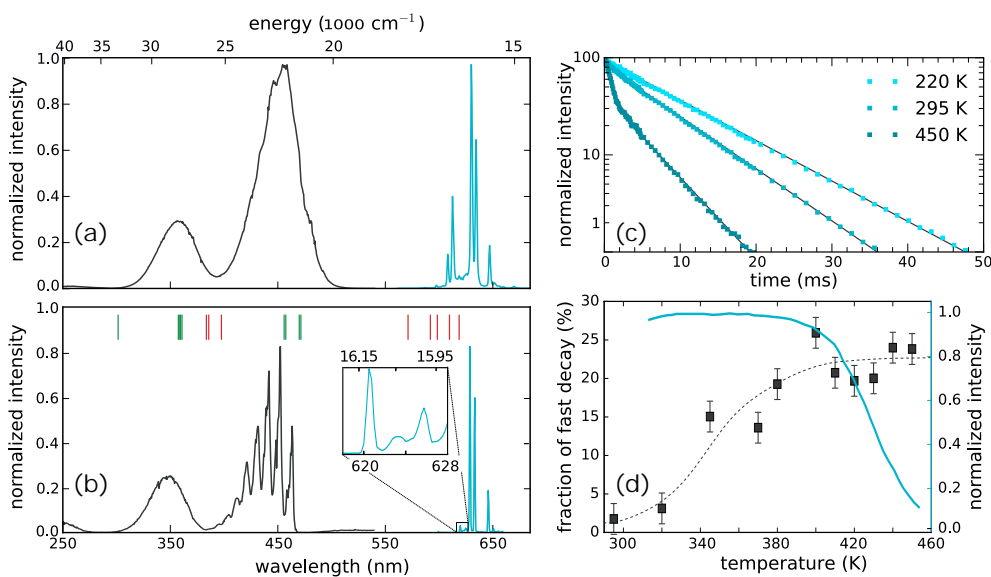 energy (1000 cm⁻¹)
40 35 30 25 20 15
normalized intensity
1.0
0.8
0.6
0.4
0.2
0.0
(a)
normalized intensity
1.0
0.8
0.6
0.4
0.2
0.0
(b)
16.15 15.95
620 628
250 350 450 550 650
wavelength (nm)
normalized intensity
100
10
1
220 K
295 K
450 K
(c)
0 10 20 30 40 50
time (ms)
fraction of fast decay (%)
30
25
20
15
10
5
0
(d)
1.0
0.8
0.6
0.4
0.2
0.0
normalized intensity
300 340 380 420 460
temperature (K)